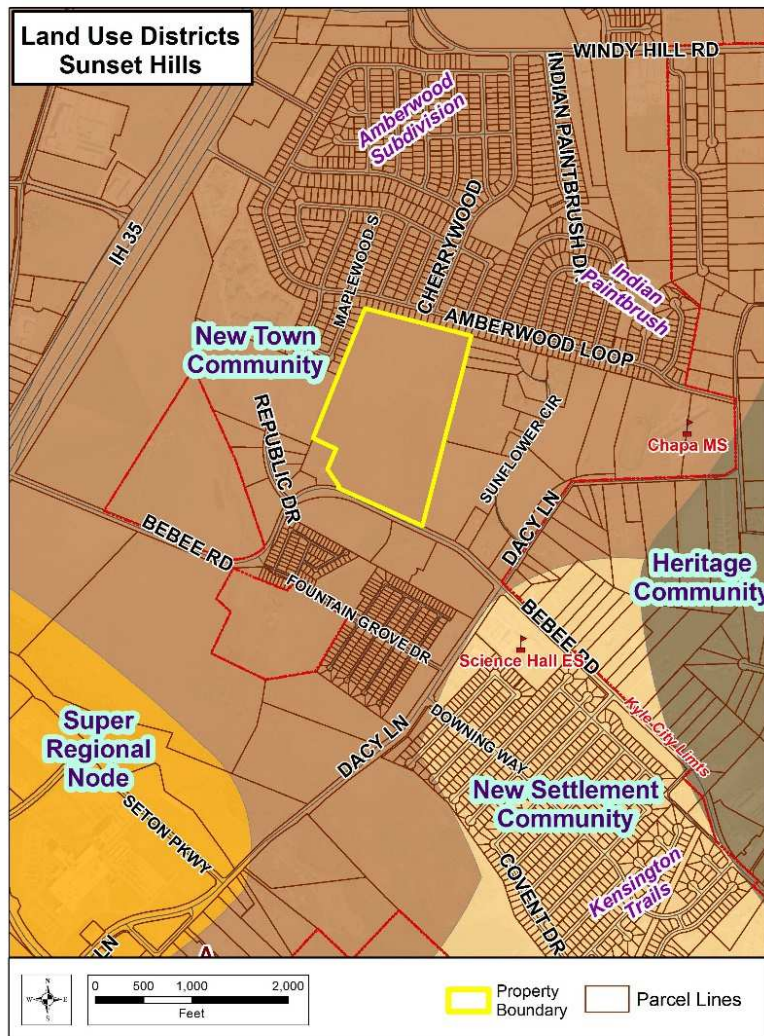 Land Use Districts
Sunset Hills
WINDY HILL RD
INDIAN PAINTBRUSH DR
Amberwood
Subdivision
IH 35
MAPLEWOOD S
CHERRYWOOD
Indian
Paintbrush
AMBERWOOD LOOP
New Town
Community
REPUBLIC DR
SUNFLOWER CIR
Chapa MS
DACY LN
BEBEE RD
Heritage
Community
FOUNTAIN GROVE DR
BEBEE RD
Science Hall ES
Kyle City Limts
Super
Regional
Node
DACY LN
DOWNING WAY
New Settlement
Community
SETON PKWY
COVENT DR
Kensington
Trails
LN
N
W
E
S
0 500 1,000 2,000
Feet
Property
Boundary
Parcel Lines